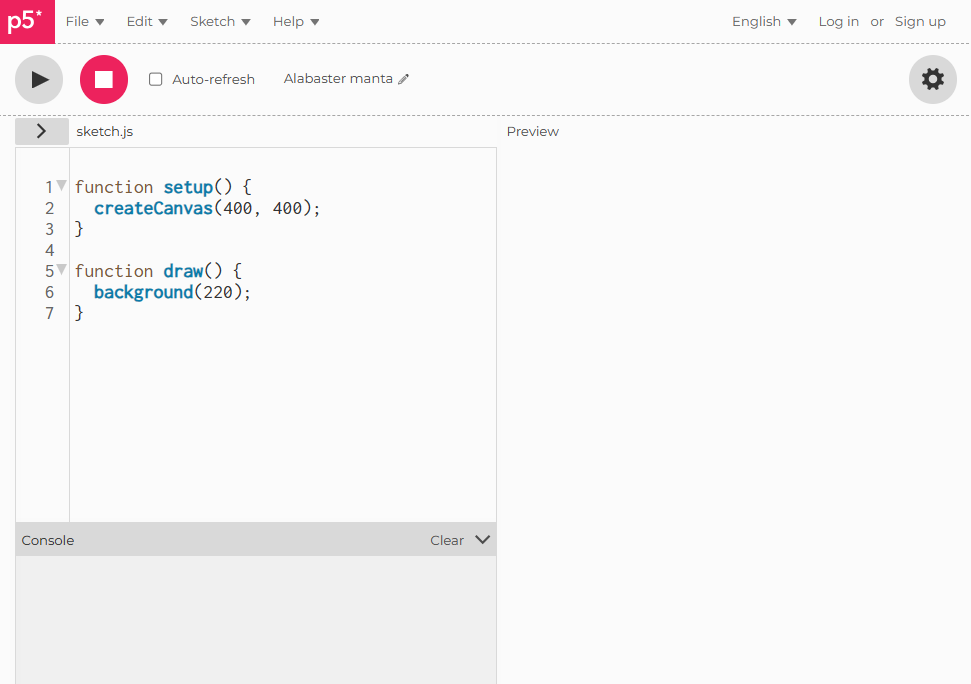 p5* File Edit Sketch Help English Log in or Sign up
Auto-refresh Alabaster manta
sketch.js Preview
1 function setup() {
2   createCanvas(400, 400);
3 }
4
5 function draw() {
6   background(220);
7 }
Console Clear